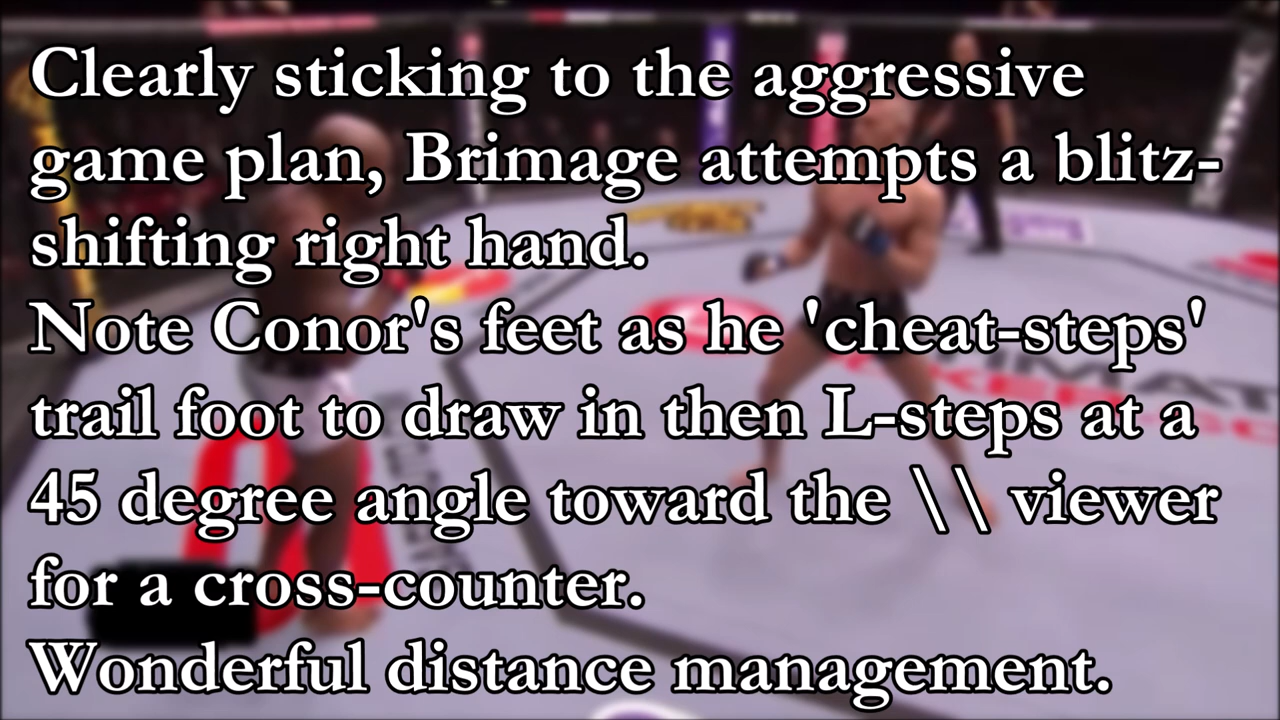 Clearly sticking to the aggressive
game plan, Brimage attempts a blitz-
shifting right hand.
Note Conor's feet as he 'cheat-steps'
trail foot to draw in then L-steps at a
45 degree angle toward the \\ viewer
for a cross-counter.
Wonderful distance management.